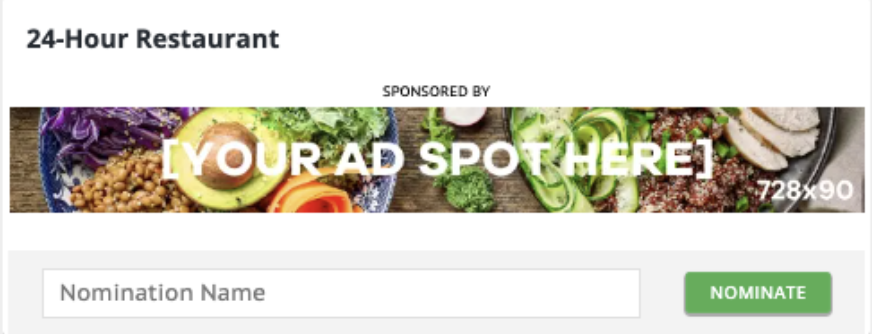 24-Hour Restaurant
SPONSORED BY
[YOUR AD SPOT HERE]
728x90
Nomination Name
NOMINATE